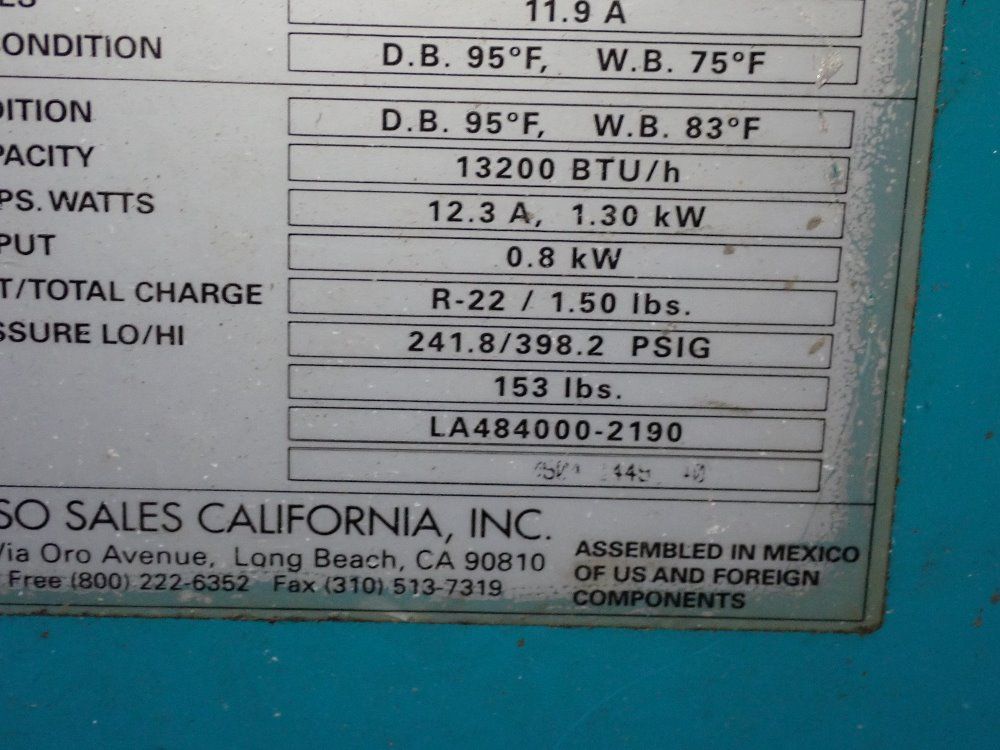 11.9 A
ONDITION D.B. 95°F, W.B. 75°F
DITION D.B. 95°F, W.B. 83°F
PACITY 13200 BTU/h
PS. WATTS 12.3 A, 1.30 kW
PUT 0.8 kW
T/TOTAL CHARGE R-22 / 1.50 lbs.
SSURE LO/HI 241.8/398.2 PSIG
153 lbs.
LA484000-2190
SO SALES CALIFORNIA, INC.
Via Oro Avenue, Long Beach, CA 90810
Free (800) 222-6352 Fax (310) 513-7319
ASSEMBLED IN MEXICO
OF US AND FOREIGN
COMPONENTS